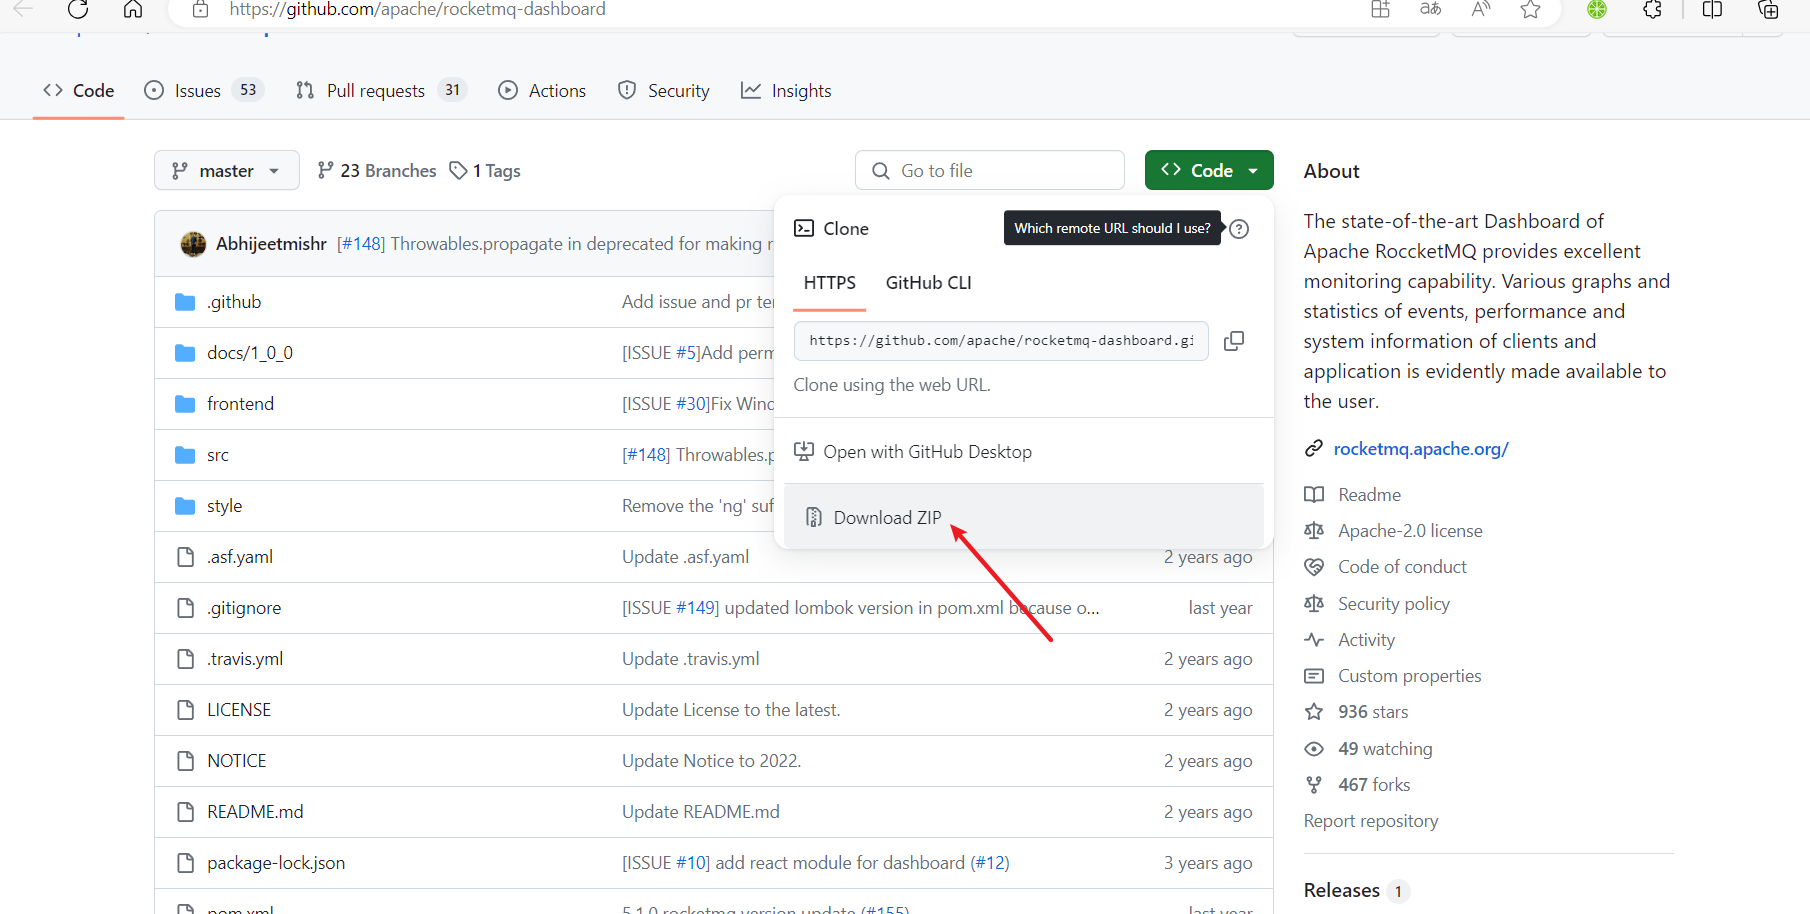 https://github.com/apache/rocketmq-dashboard
Code
Issues 53
Pull requests 31
Actions
Security
Insights
master
23 Branches
1 Tags
Go to file
Code
Abhijeetmishr [#148] Throwables.propagate in deprecated for making
.github Add issue and pr
docs/1_0_0 [ISSUE #5]Add
frontend [ISSUE #30]Fix
src [#148]
style Remove the 'ng'
.asf.yaml Update .asf.yaml 2 years ago
.gitignore [ISSUE #149] updated lombok version in pom.xml because o... last year
.travis.yml Update .travis.yml 2 years ago
LICENSE Update License to the latest. 2 years ago
NOTICE Update Notice to 2022. 2 years ago
README.md Update README.md 2 years ago
package-lock.json [ISSUE #10] add react module for dashboard (#12) 3 years ago
pom.xml 5.1.0 rocketmq version update (#155) last year
Clone
Which remote URL should I use?
HTTPS
GitHub CLI
https://github.com/apache/rocketmq-dashboard.gi
Clone using the web URL.
Open with GitHub Desktop
Download ZIP
About
The state-of-the-art Dashboard of
Apache RoccketMQ provides excellent
monitoring capability. Various graphs and
statistics of events, performance and
system information of clients and
application is evidently made available to
the user.
rocketmq.apache.org/
Readme
Apache-2.0 license
Code of conduct
Security policy
Activity
Custom properties
936 stars
49 watching
467 forks
Report repository
Releases 1